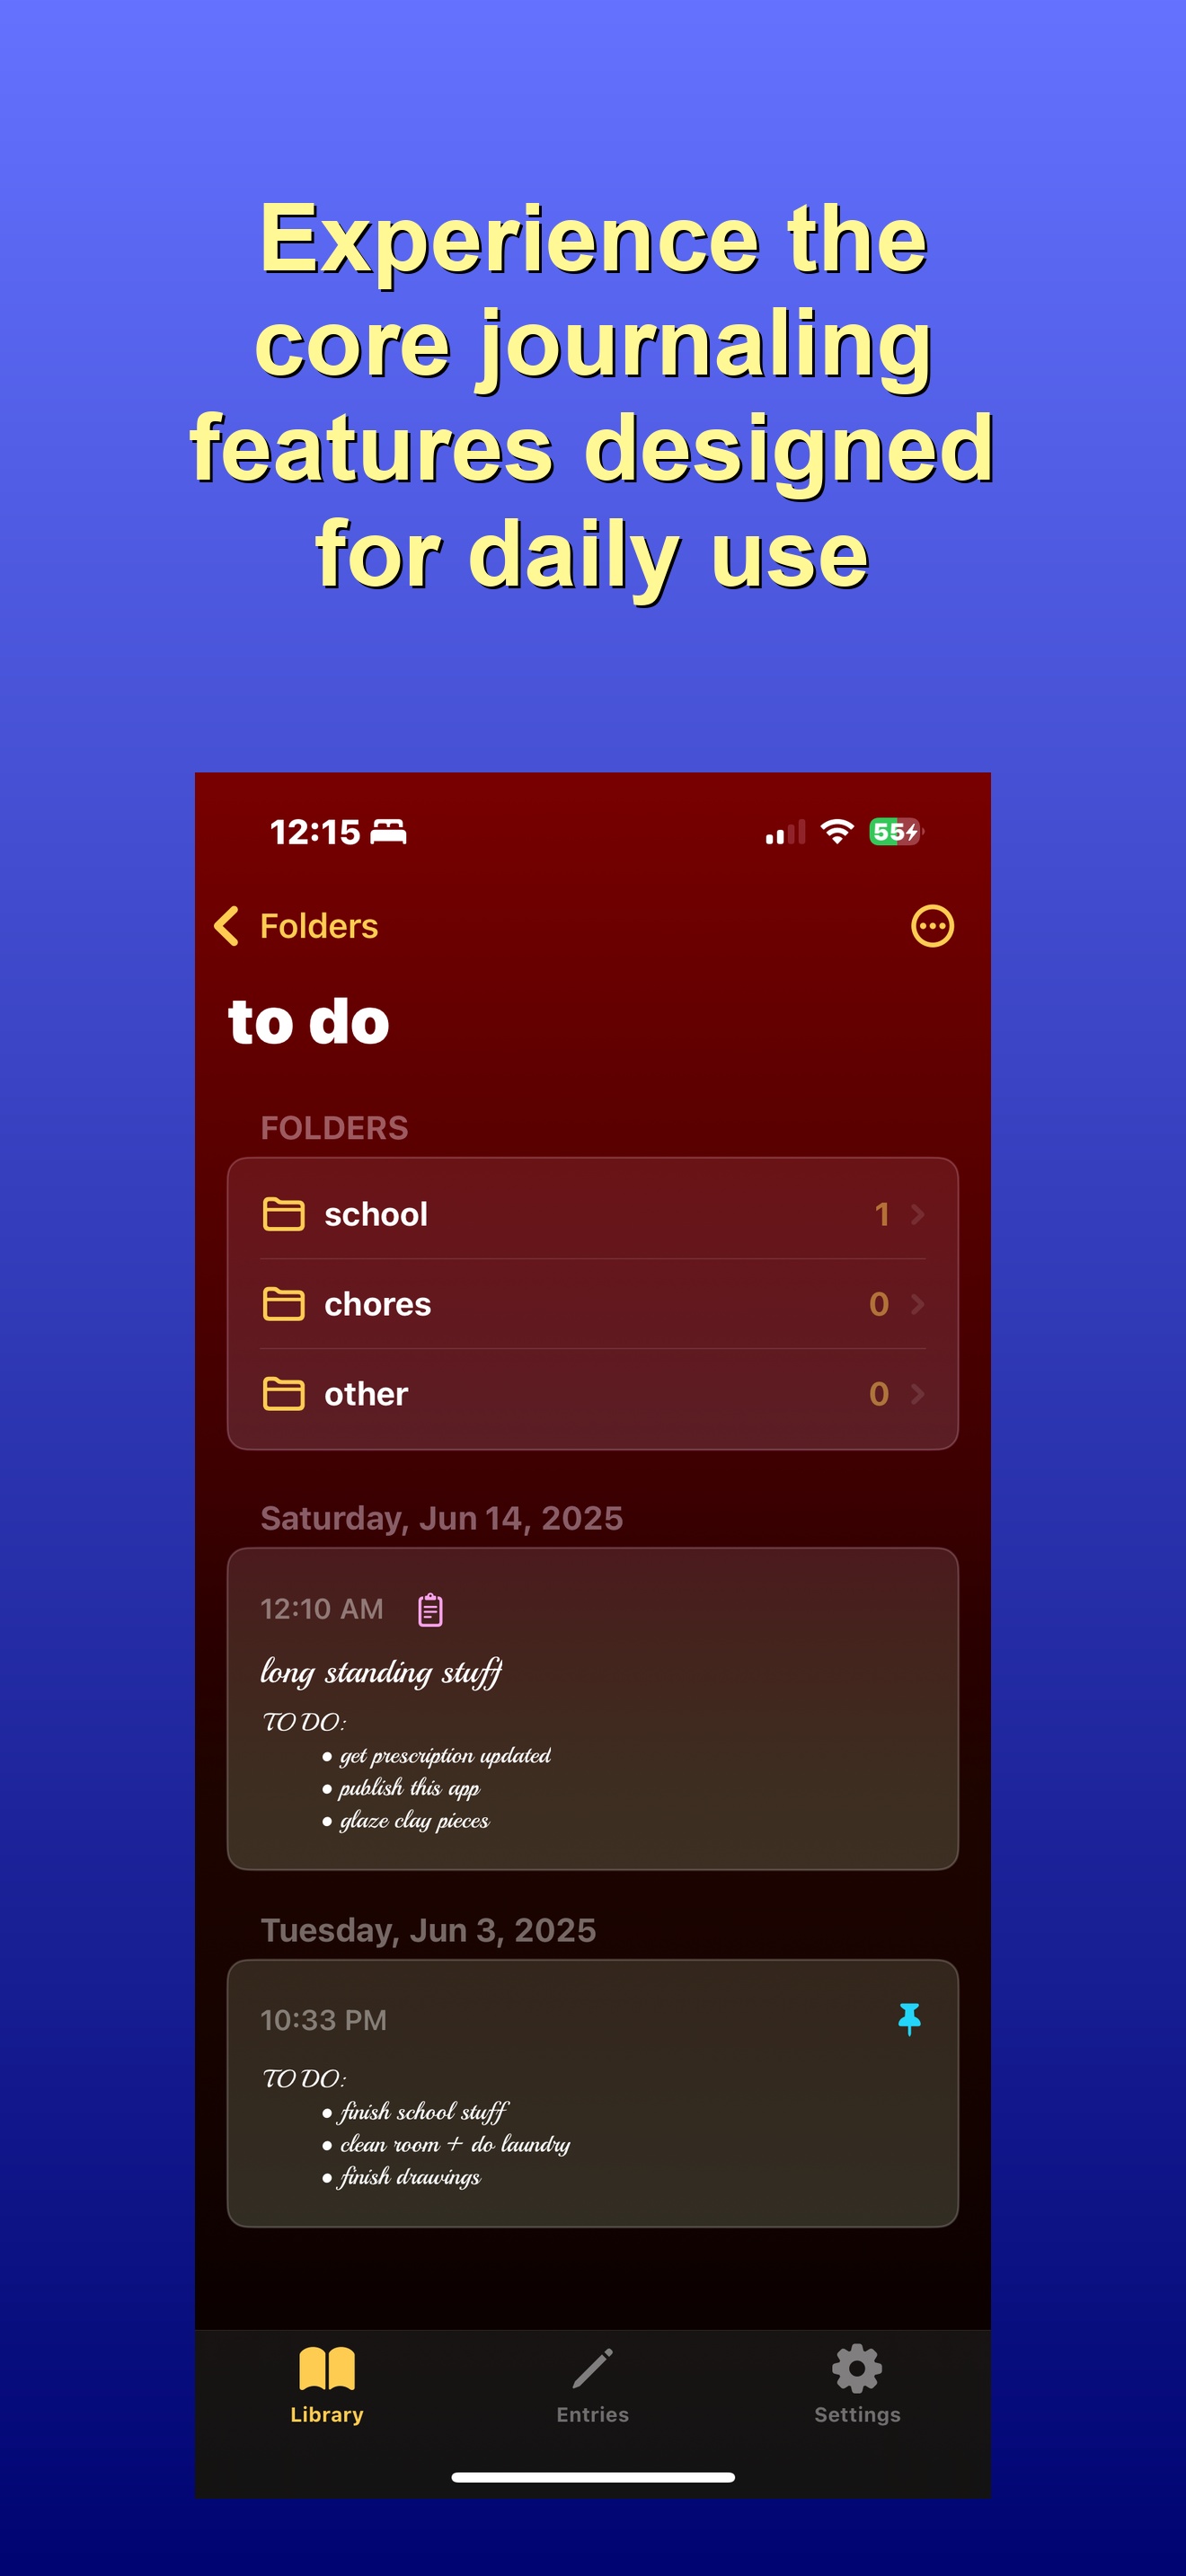 Experience the
core journaling
features designed
for daily use
12:15
55
Folders
to do
FOLDERS
school 1
chores 0
other 0
Saturday, Jun 14, 2025
12:10 AM
long standing stuff
TO DO:
• get prescription updated
• publish this app
• glaze clay pieces
Tuesday, Jun 3, 2025
10:33 PM
TO DO:
• finish school stuff
• clean room + do laundry
• finish drawings
Library Entries Settings